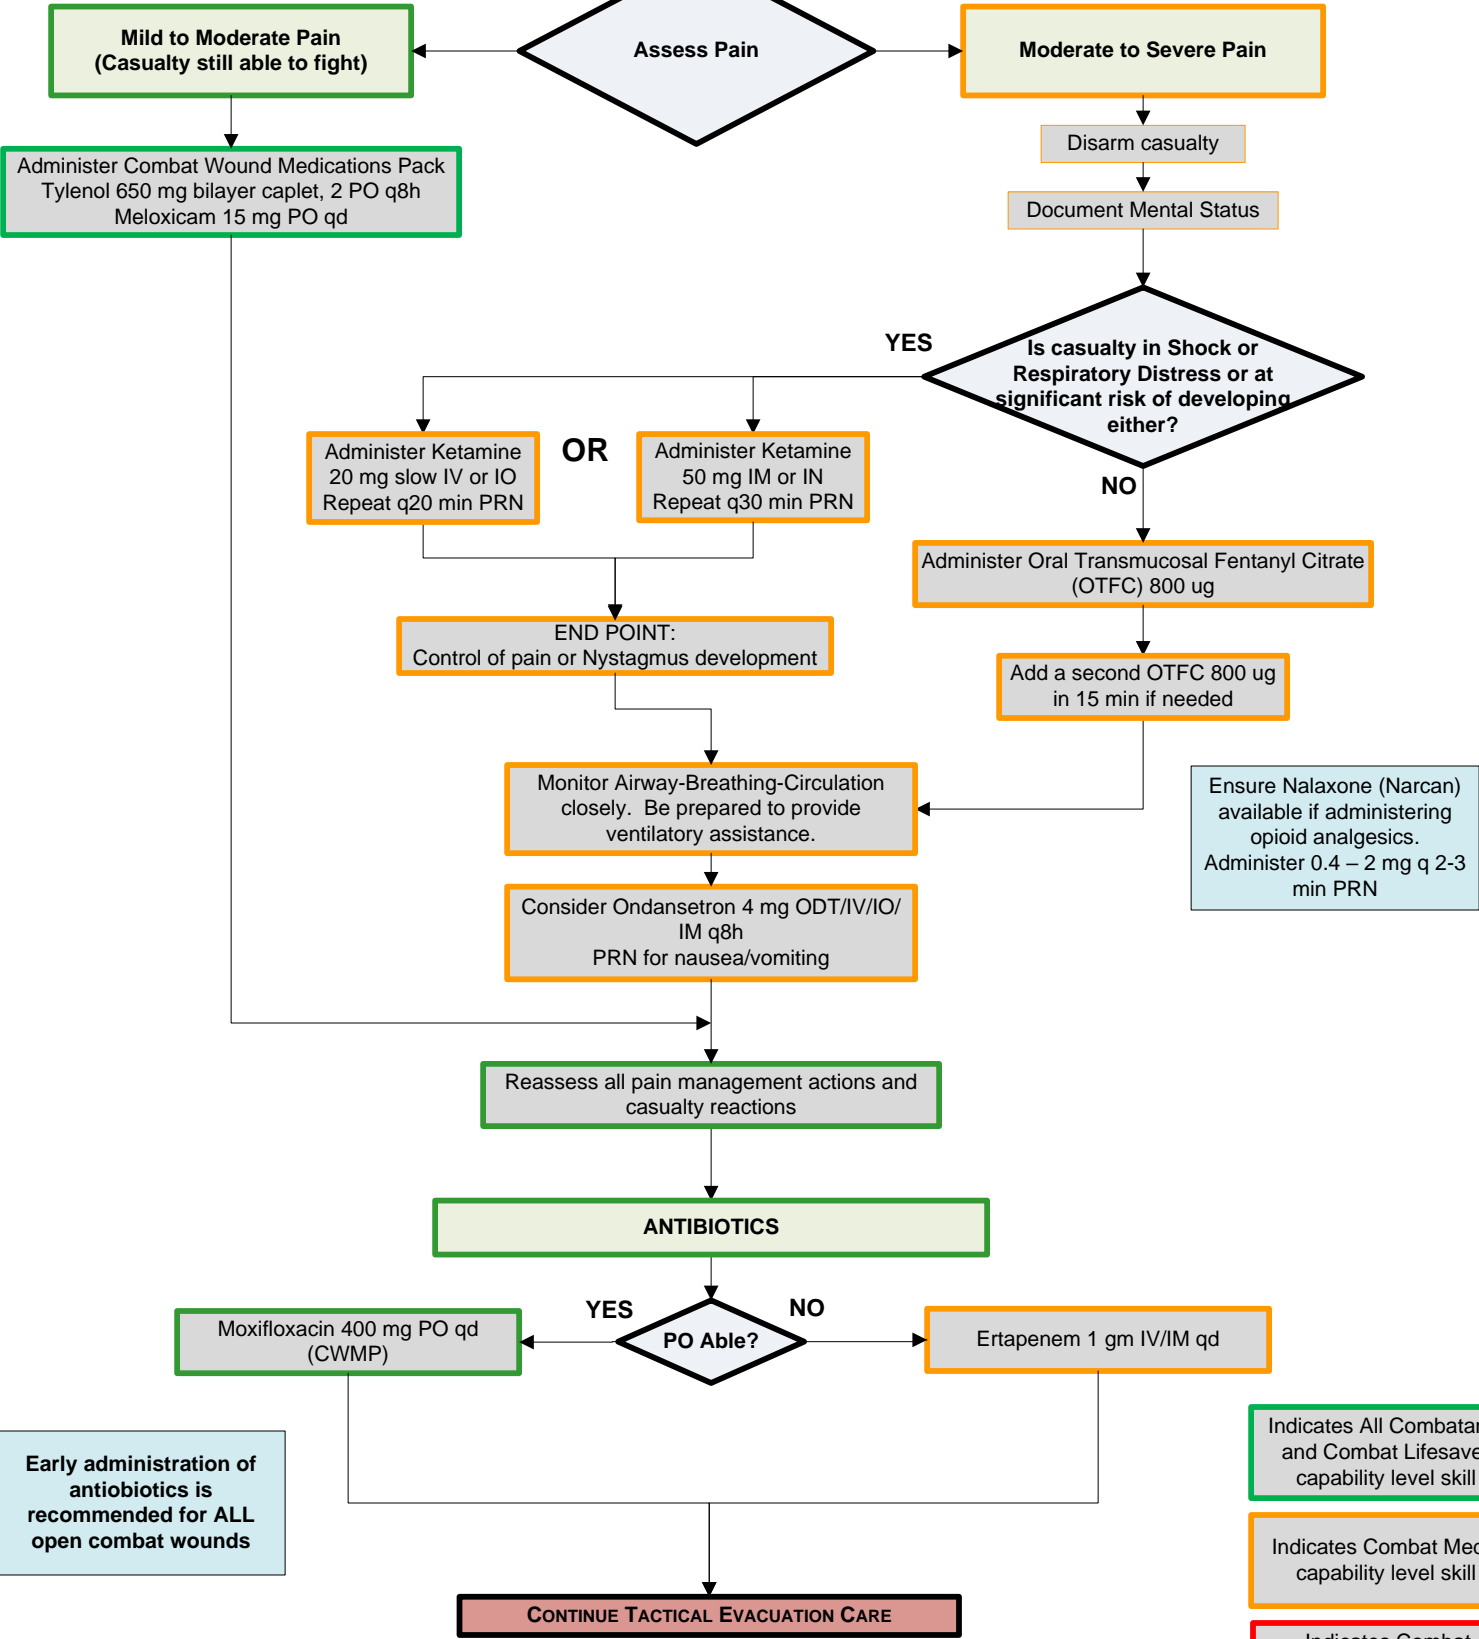 Mild to Moderate Pain
(Casualty still able to fight)
Assess Pain
Moderate to Severe Pain
Administer Combat Wound Medications Pack
Tylenol 650 mg bilayer caplet, 2 PO q8h
Meloxicam 15 mg PO qd
Disarm casualty
Document Mental Status
YES
Is casualty in Shock or
Respiratory Distress or at
significant risk of developing
either?
Administer Ketamine
20 mg slow IV or IO
Repeat q20 min PRN
OR
Administer Ketamine
50 mg IM or IN
Repeat q30 min PRN
NO
Administer Oral Transmucosal Fentanyl Citrate
(OTFC) 800 ug
END POINT:
Control of pain or Nystagmus development
Add a second OTFC 800 ug
in 15 min if needed
Monitor Airway-Breathing-Circulation
closely.  Be prepared to provide
ventilatory assistance.
Ensure Nalaxone (Narcan)
available if administering
opioid analgesics.
Administer 0.4 – 2 mg q 2-3
min PRN
Consider Ondansetron 4 mg ODT/IV/IO/
IM q8h
PRN for nausea/vomiting
Reassess all pain management actions and
casualty reactions
ANTIBIOTICS
YES
NO
Moxifloxacin 400 mg PO qd
(CWMP)
PO Able?
Ertapenem 1 gm IV/IM qd
Early administration of
antiobiotics is
recommended for ALL
open combat wounds
Indicates All
and Combat
capability level skill
Indicates Combat
capability level skill
Indicates Combat
CONTINUE TACTICAL EVACUATION CARE